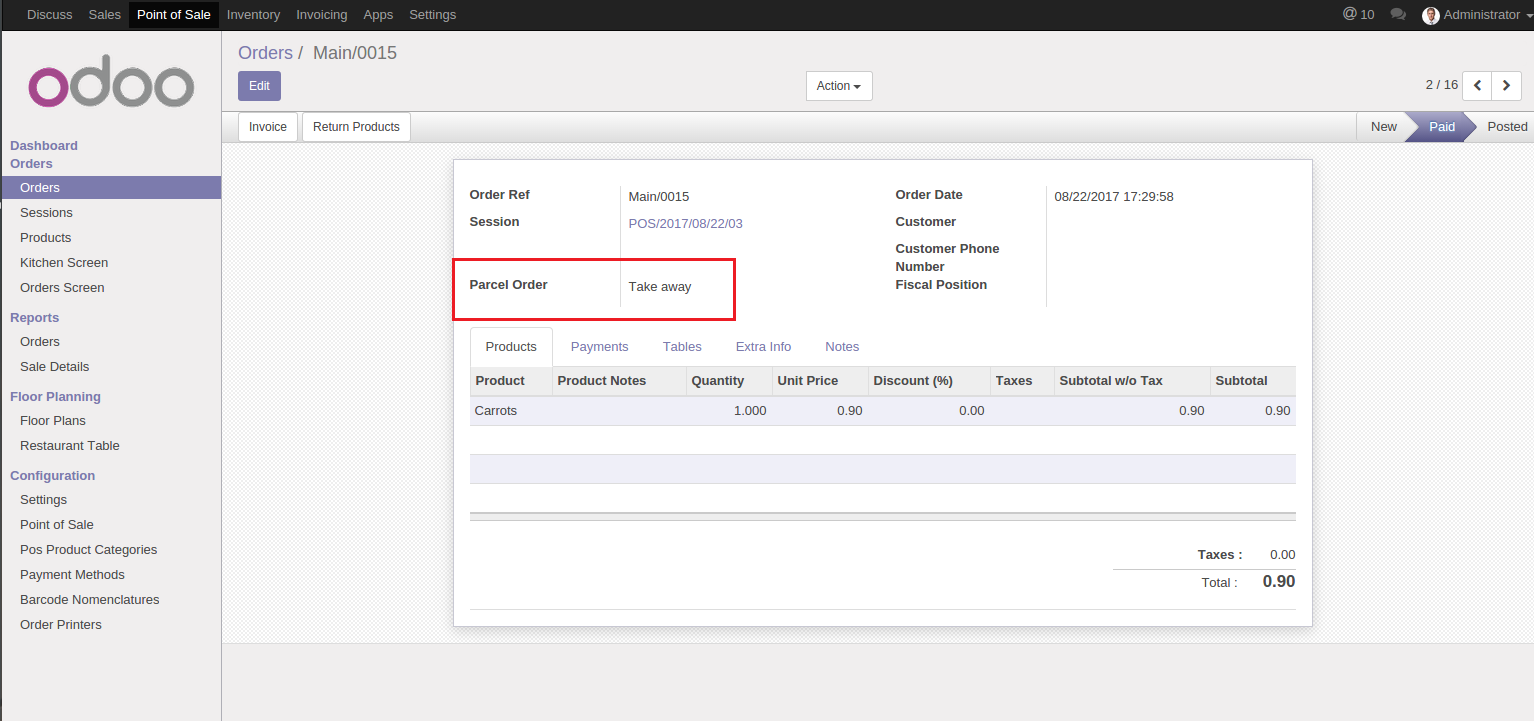 Discuss Sales Point of Sale Inventory Invoicing Apps Settings @ 10 Administrator
odoo
Dashboard
Orders
Orders
Sessions
Products
Kitchen Screen
Orders Screen
Reports
Orders
Sale Details
Floor Planning
Floor Plans
Restaurant Table
Configuration
Settings
Point of Sale
Pos Product Categories
Payment Methods
Barcode Nomenclatures
Order Printers
Orders / Main/0015
Edit Action 2 / 16
Invoice Return Products New Paid Posted
Order Ref Main/0015
Session POS/2017/08/22/03
Parcel Order Take away
Order Date 08/22/2017 17:29:58
Customer
Customer Phone
Number
Fiscal Position
Products Payments Tables Extra Info Notes
Product Product Notes Quantity Unit Price Discount (%) Taxes Subtotal w/o Tax Subtotal
Carrots 1.000 0.90 0.00 0.90 0.90
Taxes : 0.00
Total : 0.90